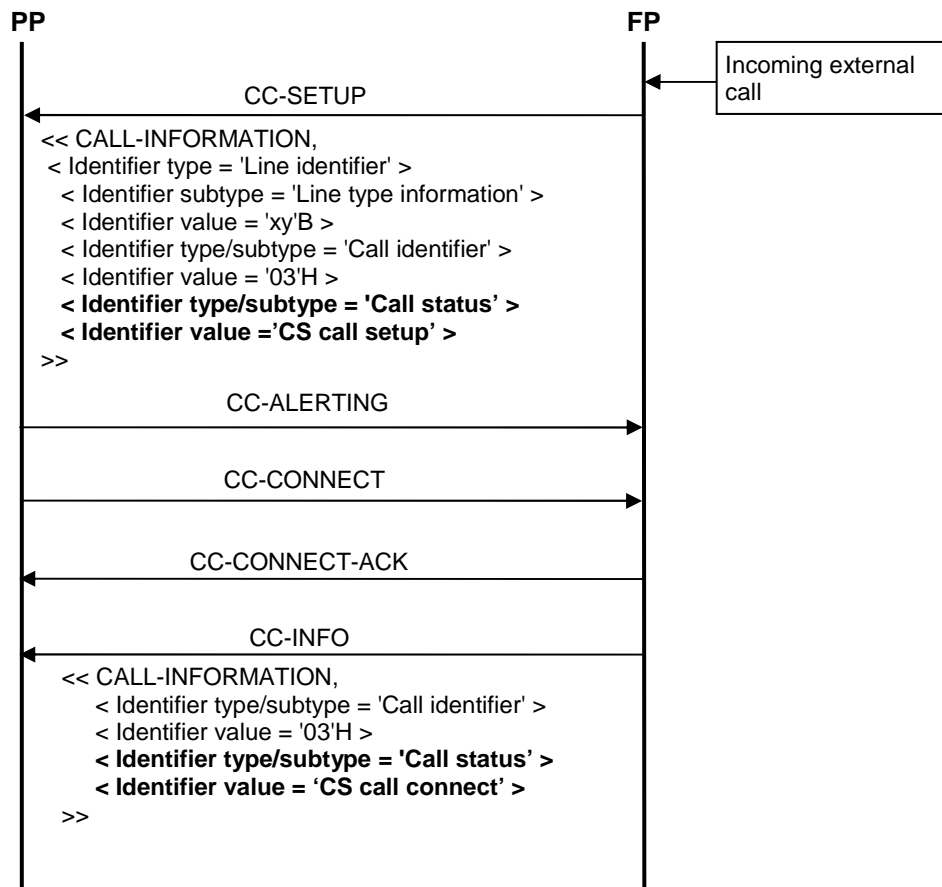 PP
FP
Incoming external
call
CC-SETUP
<< CALL-INFORMATION,
< Identifier type = 'Line identifier' >
< Identifier subtype = 'Line type information' >
< Identifier value = 'xy'B >
< Identifier type/subtype = 'Call identifier' >
< Identifier value = '03'H >
< Identifier type/subtype = 'Call status’ >
< Identifier value =’CS call setup’ >
>>
CC-ALERTING
CC-CONNECT
CC-CONNECT-ACK
CC-INFO
<< CALL-INFORMATION,
< Identifier type/subtype = 'Call identifier' >
< Identifier value = '03'H >
< Identifier type/subtype = 'Call status’ >
< Identifier value = ‘CS call connect’ >
>>